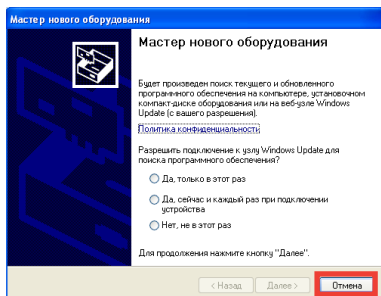 Мастер нового оборудования
Мастер нового оборудования
Будет произведен поиск текущего и обновленного
программного обеспечения на компьютере, установочном
компакт-диске оборудования или на веб-узле Windows
Update (с вашего разрешения).
Политика конфиденциальности
Разрешить подключение к узлу Windows Update для
поиска программного обеспечения?
Да, только в этот раз
Да, сейчас и каждый раз при подключении
устройства
Нет, не в этот раз
Для продолжения нажмите кнопку "Далее".
< Назад Далее > Отмена